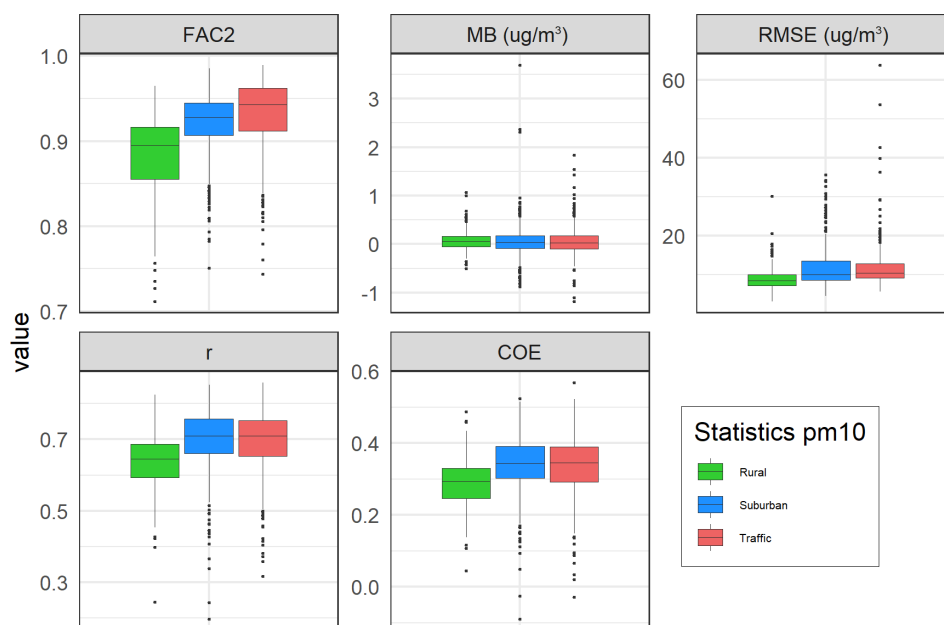 FAC2
MB (ug/m³)
RMSE (ug/m³)
1.0
0.9
0.8
0.7
3
2
1
0
-1
60
40
20
value
r
COE
0.7
0.5
0.3
0.6
0.4
0.2
0.0
Statistics pm10
Rural
Suburban
Traffic